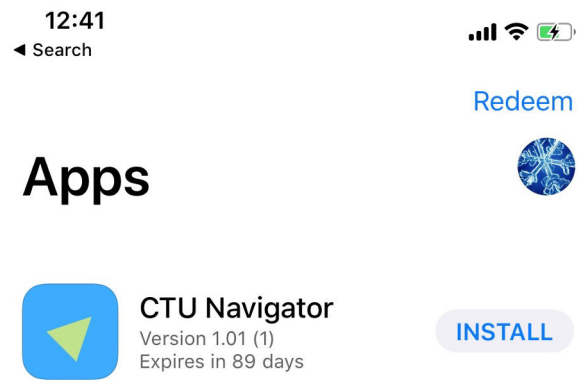 12:41
◀ Search
Redeem
Apps
CTU Navigator
Version 1.01 (1)
Expires in 89 days
INSTALL